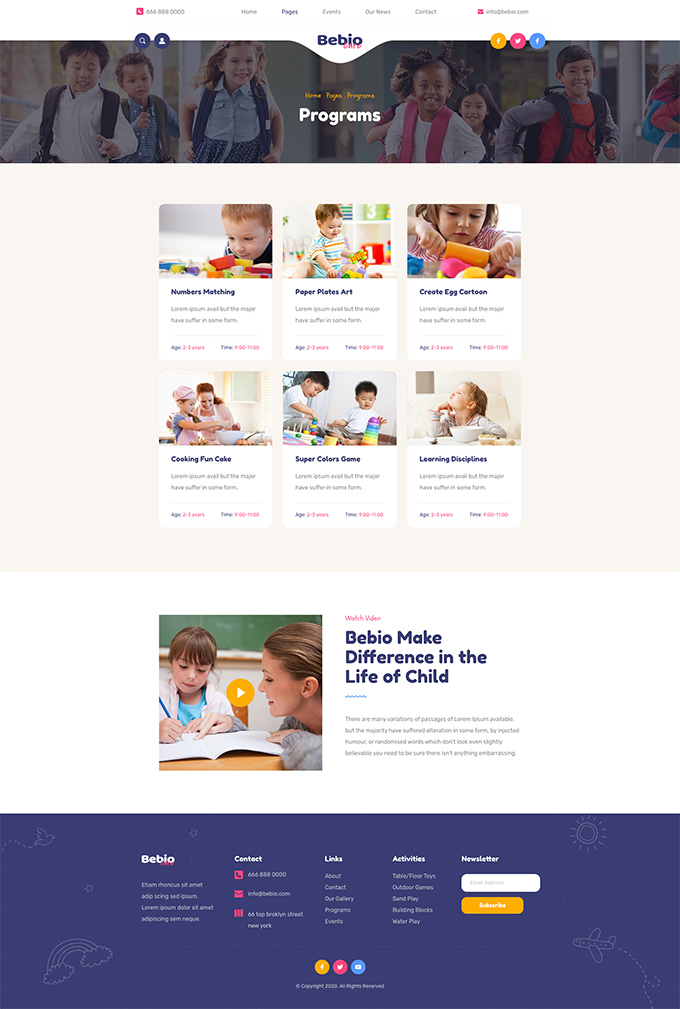 666 888 0000
Home Pages Events Our News Contact
info@bebio.com
Bebio
care
Home . Pages . Programs
Programs
Numbers Matching
Lorem ipsum avail but the major
have suffer in some form.
Age: 2-3 years Time: 9:00-11:00
Paper Plates Art
Lorem ipsum avail but the major
have suffer in some form.
Age: 2-3 years Time: 9:00-11:00
Create Egg Cartoon
Lorem ipsum avail but the major
have suffer in some form.
Age: 2-3 years Time: 9:00-11:00
Cooking Fun Cake
Lorem ipsum avail but the major
have suffer in some form.
Age: 2-3 years Time: 9:00-11:00
Super Colors Game
Lorem ipsum avail but the major
have suffer in some form.
Age: 2-3 years Time: 9:00-11:00
Learning Disciplines
Lorem ipsum avail but the major
have suffer in some form.
Age: 2-3 years Time: 9:00-11:00
Watch Video
Bebio Make
Difference in the
Life of Child
There are many variations of passages of Lorem Ipsum available,
but the majority have suffered alteration in some form, by injected
humour, or randomised words which don't look even slightly
believable you need to be sure there isn't anything embarrassing.
Bebio
care
Etiam rhoncus sit amet
adip scing sed ipsum.
Lorem ipsum dolor sit amet
adipiscing sem neque.
Contact
666 888 0000
info@bebio.com
66 top broklyn street
new york
Links
About
Contact
Our Gallery
Programs
Events
Activities
Table/Floor Toys
Outdoor Games
Sand Play
Building Blocks
Water Play
Newsletter
Email Address
Subscribe
© Copyright 2020. All Rights Reserved